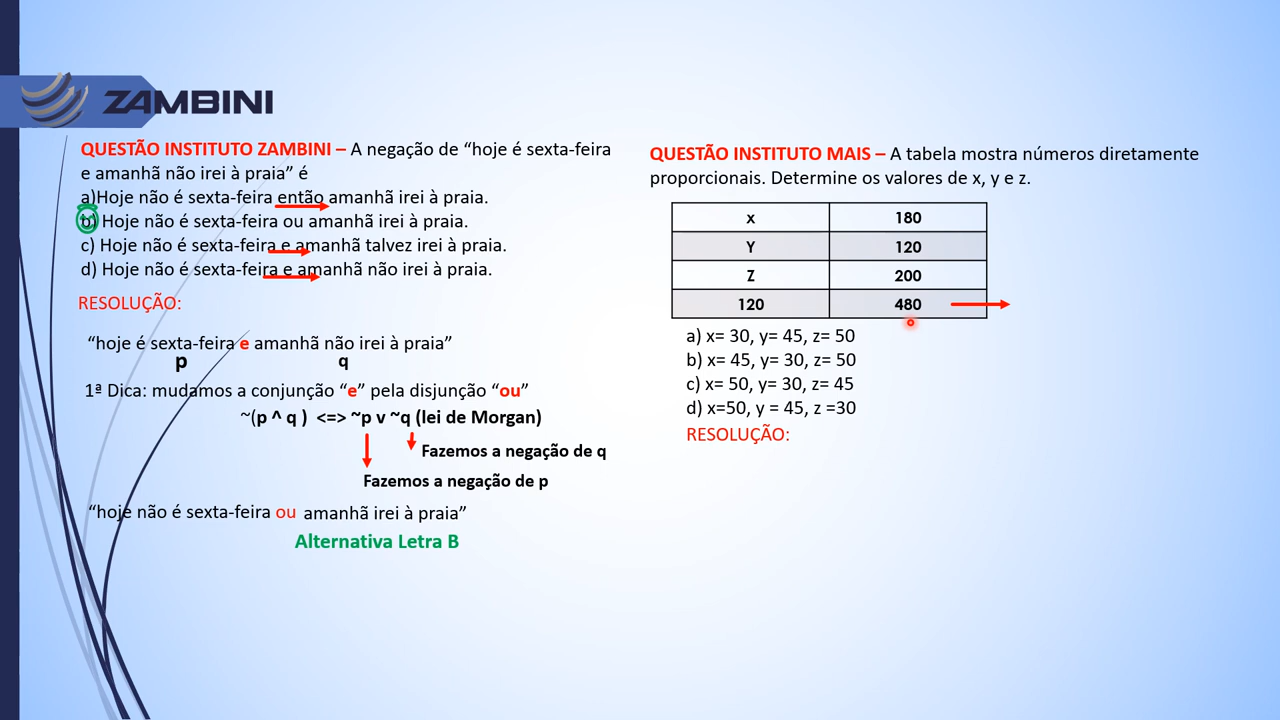 ZAMBINI
QUESTÃO INSTITUTO ZAMBINI – A negação de “hoje é sexta-feira
e amanhã não irei à praia” é
a)Hoje não é sexta-feira então amanhã irei à praia.
b) Hoje não é sexta-feira ou amanhã irei à praia.
c) Hoje não é sexta-feira e amanhã talvez irei à praia.
d) Hoje não é sexta-feira e amanhã não irei à praia.
RESOLUÇÃO:
“hoje é sexta-feira e amanhã não irei à praia”
p q
1ª Dica: mudamos a conjunção “e” pela disjunção “ou”
~(p ^ q ) <=> ~p v ~q (lei de Morgan)
Fazemos a negação de q
Fazemos a negação de p
“hoje não é sexta-feira ou amanhã irei à praia”
Alternativa Letra B
QUESTÃO INSTITUTO MAIS – A tabela mostra números diretamente
proporcionais. Determine os valores de x, y e z.
x 180
Y 120
Z 200
120 480
a) x= 30, y= 45, z= 50
b) x= 45, y= 30, z= 50
c) x= 50, y= 30, z= 45
d) x=50, y = 45, z =30
RESOLUÇÃO: